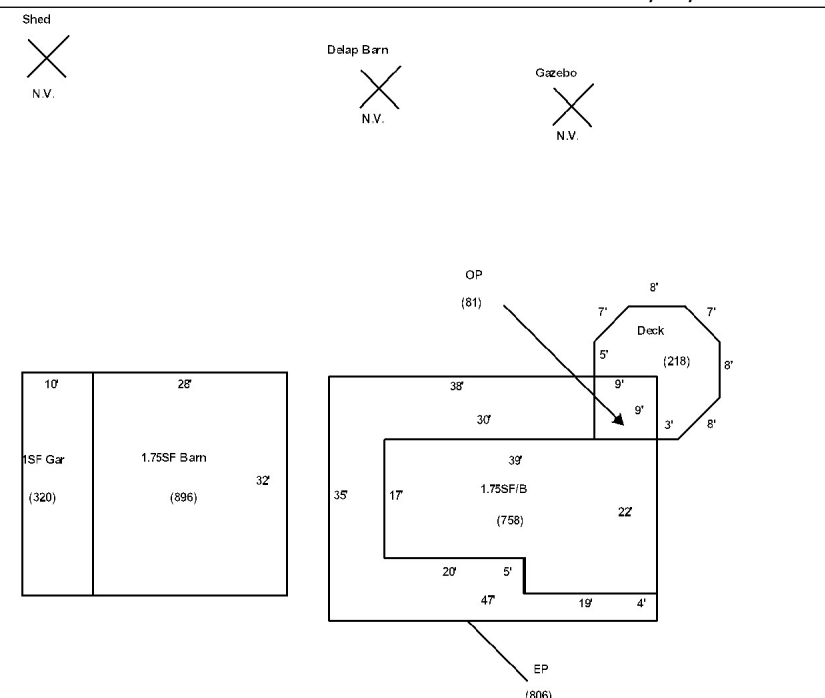 Shed
N.V.
Delap Barn
N.V.
Gazebo
N.V.
OP
(81)
8'
7'
7'
Deck
(218)
5'
8'
9'
9'
3'
8'
10'
28'
1SF Gar
(320)
1.75SF Barn
(896)
32'
38'
30'
39'
35'
17'
1.75SF/B
(758)
22'
20'
5'
47'
19'
4'
EP
(806)